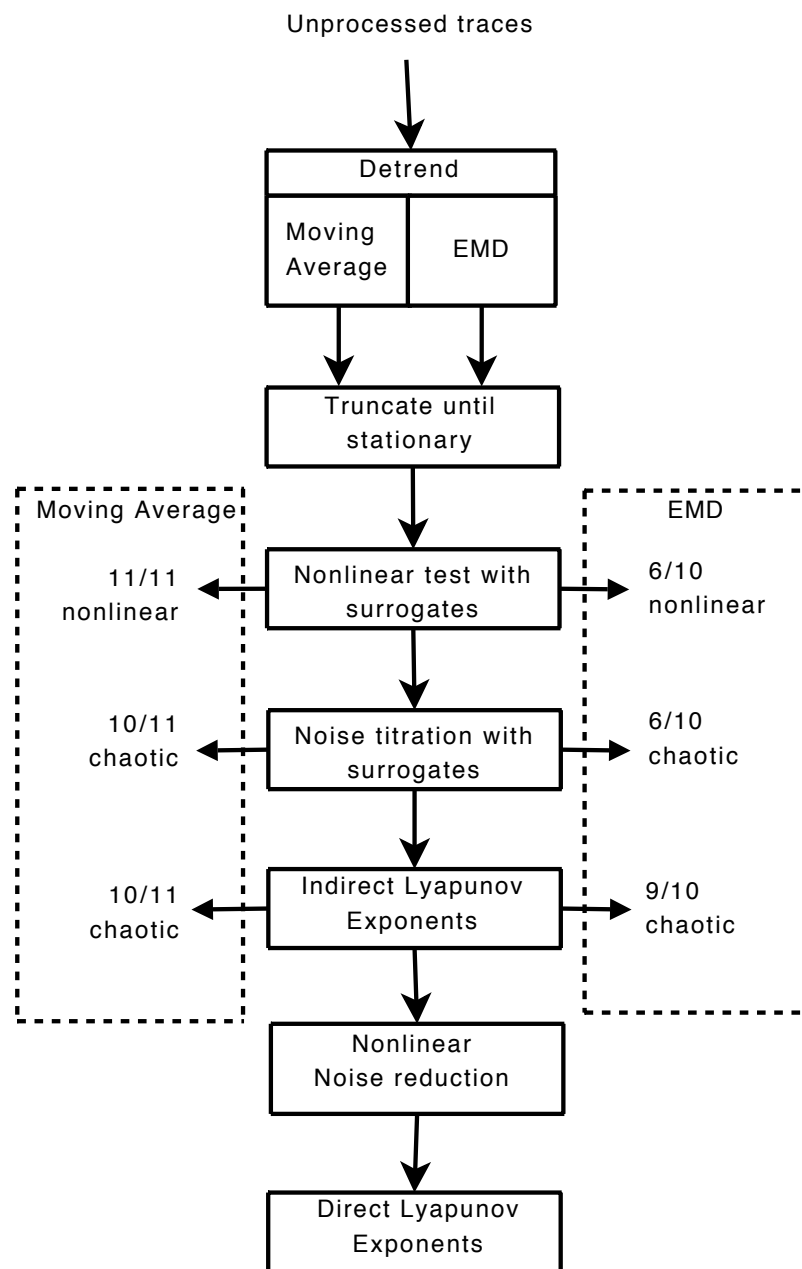 Unprocessed traces
Detrend
Moving
Average
EMD
Truncate until
stationary
Moving Average
EMD
11/11
nonlinear
Nonlinear test with
surrogates
6/10
nonlinear
10/11
chaotic
Noise titration with
surrogates
6/10
chaotic
10/11
chaotic
Indirect Lyapunov
Exponents
9/10
chaotic
Nonlinear
Noise reduction
Direct Lyapunov
Exponents